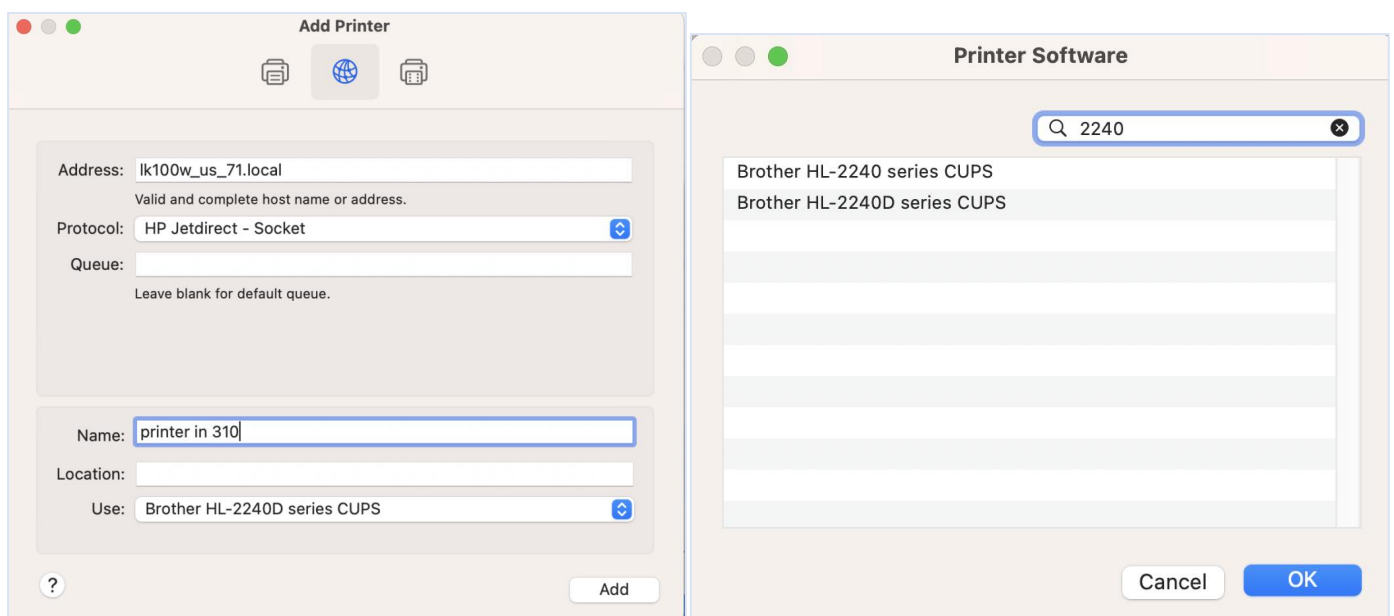 Add Printer
Address: lk100w_us_71.local
Valid and complete host name or address.
Protocol: HP Jetdirect - Socket
Queue:
Leave blank for default queue.
Name: printer in 310
Location:
Use: Brother HL-2240D series CUPS
?
Add
Printer Software
2240
Brother HL-2240 series CUPS
Brother HL-2240D series CUPS
Cancel OK